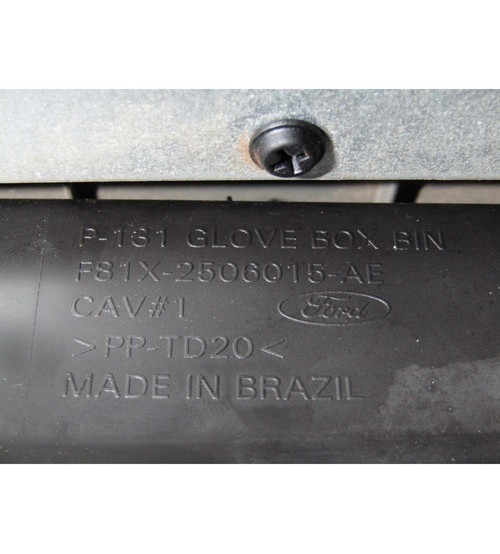 P-131 GLOVE BOX BIN
F81X-2506015-AE
CAV#1 Ford
>PP-TD20<
MADE IN BRAZIL